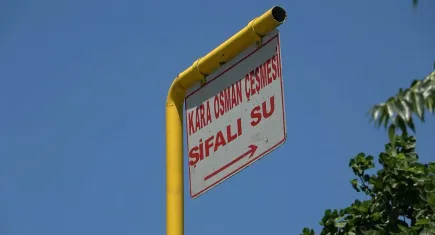 KARA OSMAN ÇEŞMESİ
ŞİFALI SU